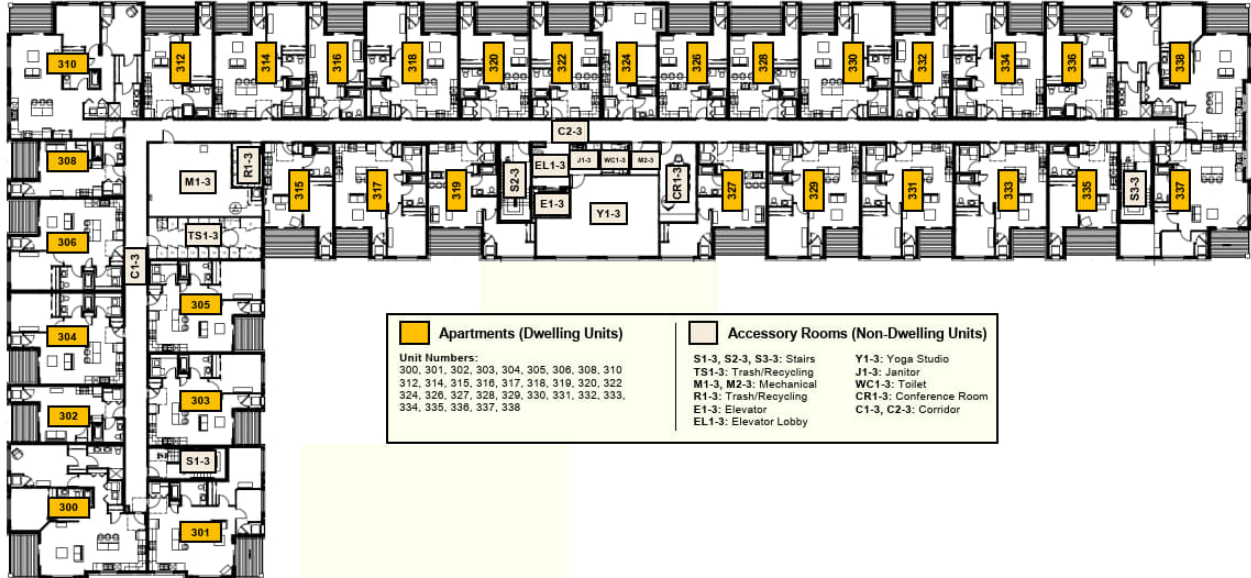 310
312
314
316
318
320
322
324
326
328
330
332
334
336
338
C2-3
308
M1-3
R1-3
315
317
319
S2-3
EL1-3
J1-3
WC1-3
M2-3
E1-3
Y1-3
CR1-3
327
329
331
333
335
S3-3
337
306
TS1-3
C1-3
305
304
303
302
S1-3
300
301
Apartments (Dwelling Units)
Unit Numbers:
300, 301, 302, 303, 304, 305, 306, 308, 310
312, 314, 315, 316, 317, 318, 319, 320, 322
324, 326, 327, 328, 329, 330, 331, 332, 333,
334, 335, 336, 337, 338
Accessory Rooms (Non-Dwelling Units)
S1-3, S2-3, S3-3: Stairs
TS1-3: Trash/Recycling
M1-3, M2-3: Mechanical
R1-3: Trash/Recycling
E1-3: Elevator
EL1-3: Elevator Lobby
Y1-3: Yoga Studio
J1-3: Janitor
WC1-3: Toilet
CR1-3: Conference Room
C1-3, C2-3: Corridor